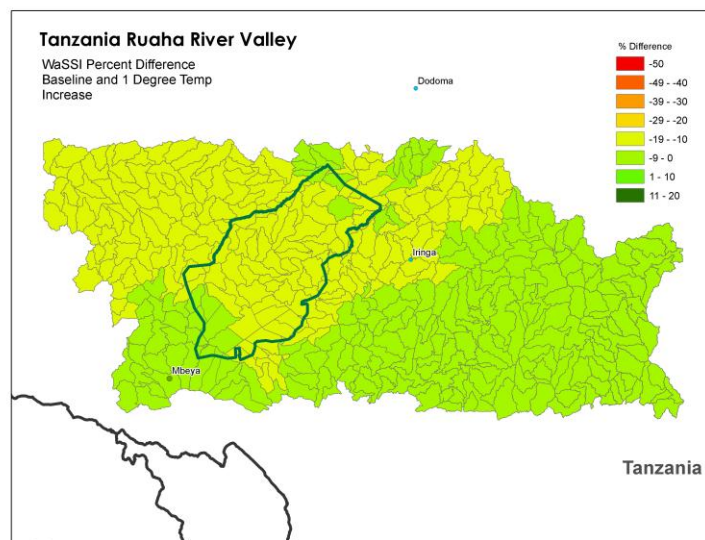 Tanzania Ruaha River Valley
WaSSI Percent Difference
Baseline and 1 Degree Temp
Increase
Dodoma
% Difference
-50
-49 - -40
-39 - -30
-29 - -20
-19 - -10
-9 - 0
1 - 10
11 - 20
Iringa
Mbeya
Tanzania